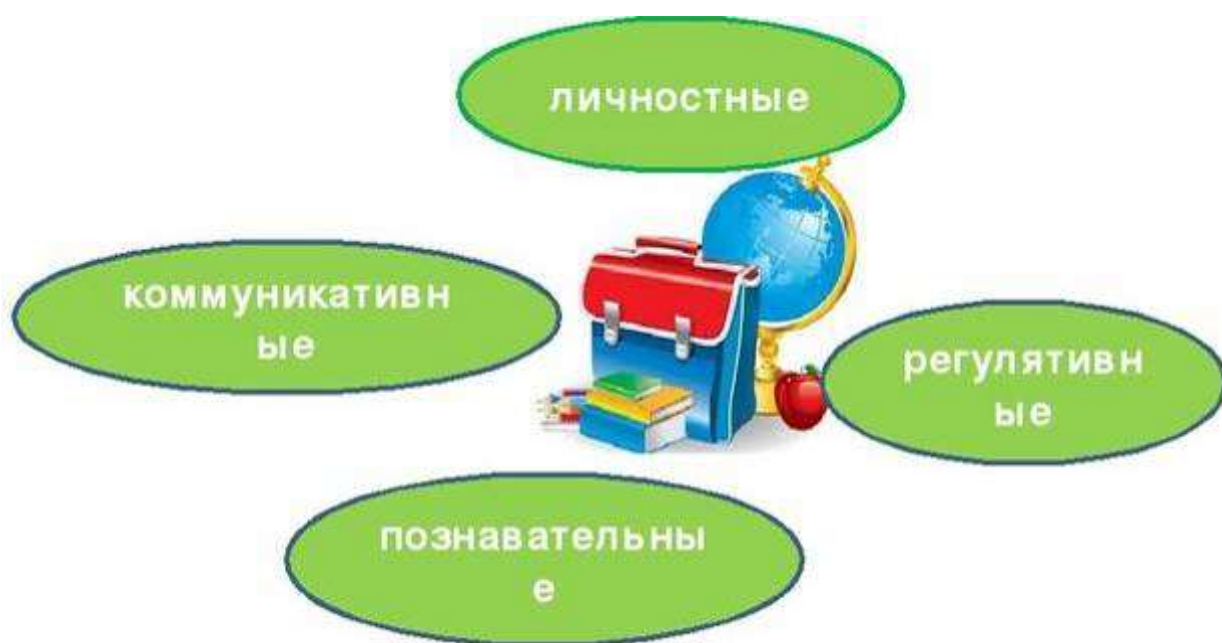 личностные
коммуникативн
ые
регулятивн
ые
познавательны
е